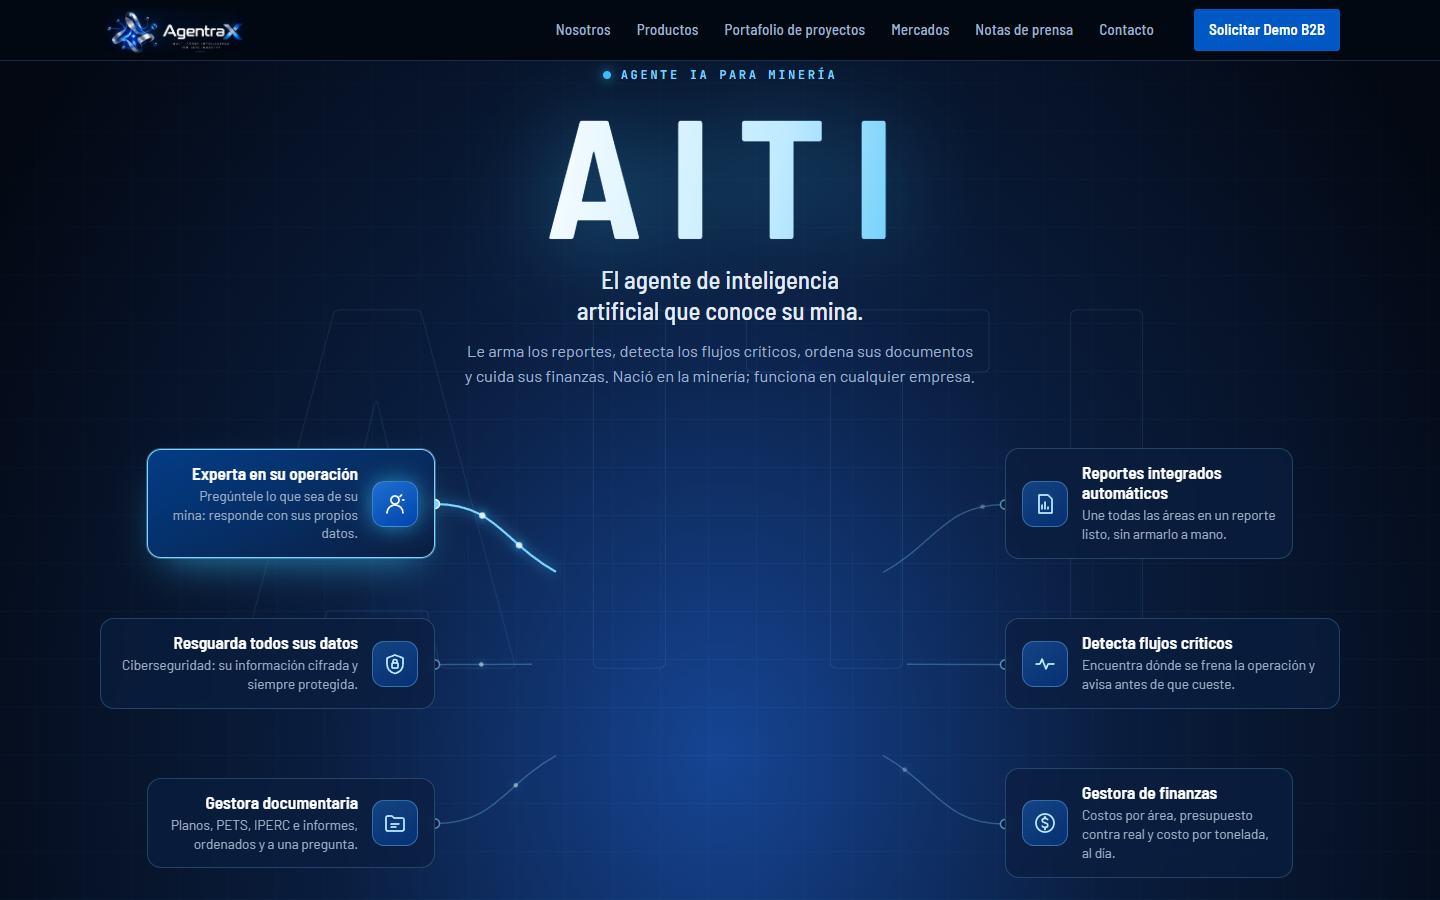 AgentraX
Nosotros
Productos
Portafolio de proyectos
Mercados
Notas de prensa
Contacto
Solicitar Demo B2B
AGENTE IA PARA MINERÍA
AITI
El agente de inteligencia
artificial que conoce su mina.
Le arma los reportes, detecta los flujos críticos, ordena sus documentos
y cuida sus finanzas. Nació en la minería; funciona en cualquier empresa.
Experta en su operación
Pregúntele lo que sea de su
mina: responde con sus propios
datos.
Resguarda todos sus datos
Ciberseguridad: su información cifrada y
siempre protegida.
Gestora documentaria
Planos, PETS, IPERC e informes,
ordenados y a una pregunta.
Reportes integrados
automáticos
Une todas las áreas en un reporte
listo, sin armarlo a mano.
Detecta flujos críticos
Encuentra dónde se frena la operación y
avisa antes de que cueste.
Gestora de finanzas
Costos por área, presupuesto
contra real y costo por tonelada,
al día.